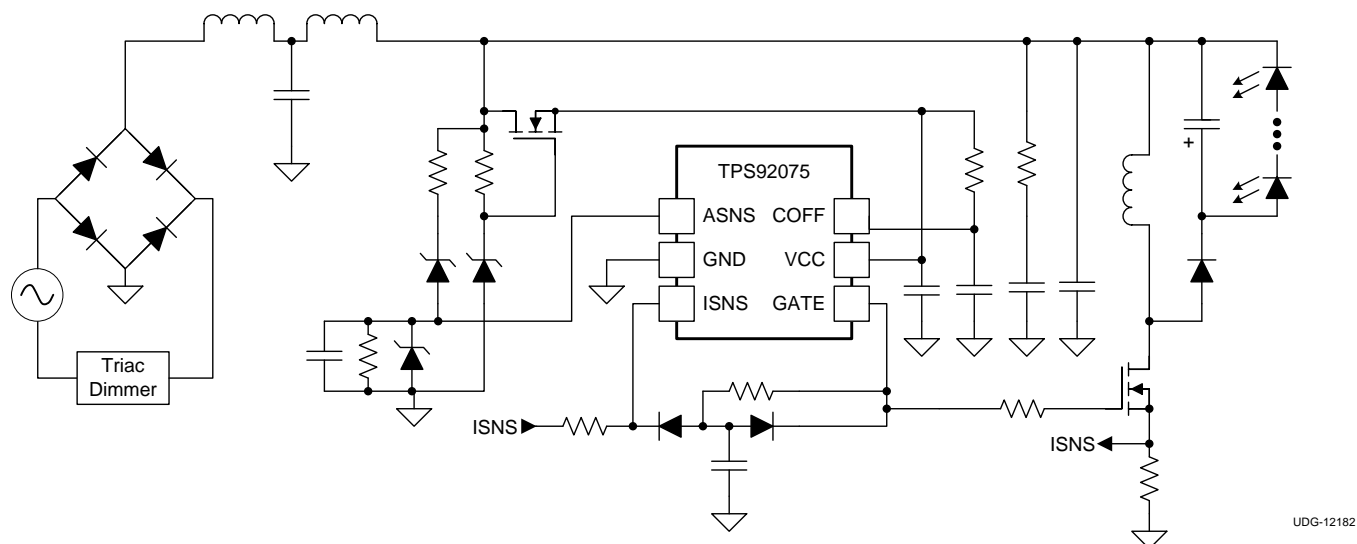 TPS92075
ASNS
COFF
GND
VCC
ISNS
GATE
Triac
Dimmer
ISNS
ISNS
+
UDG-12182